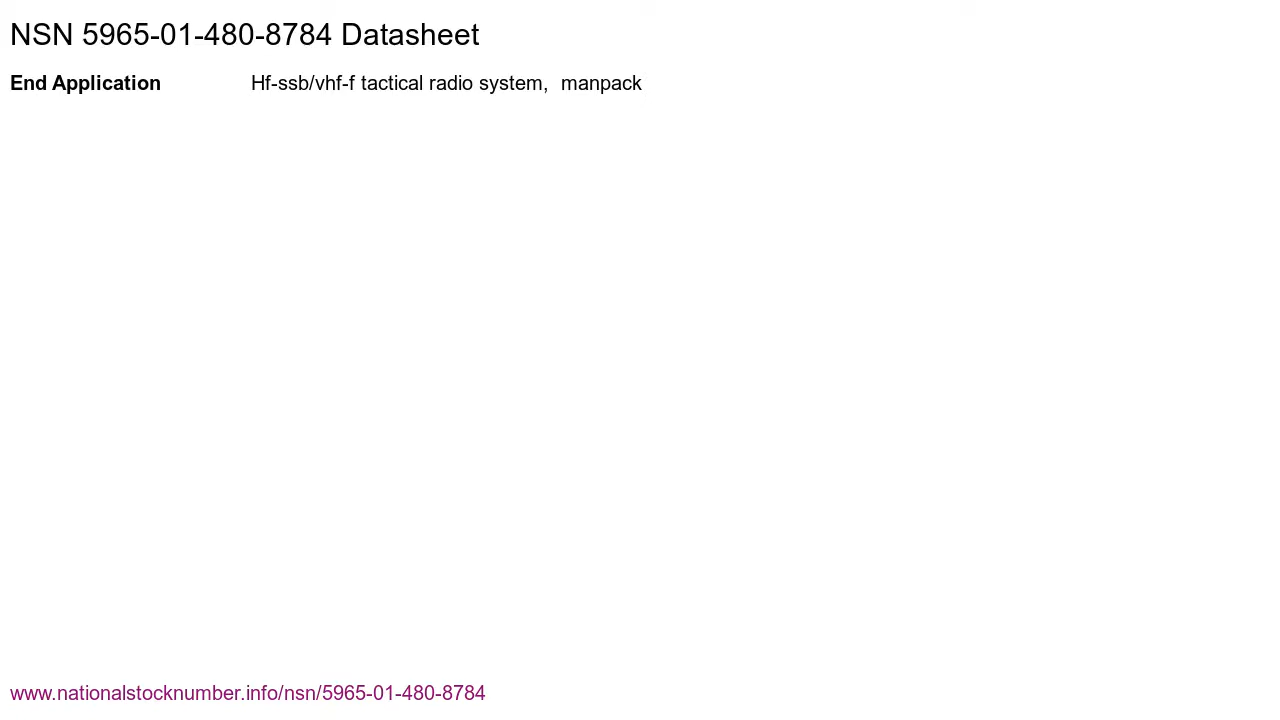 NSN 5965-01-480-8784 Datasheet
End Application Hf-ssb/vhf-f tactical radio system,  manpack
www.nationalstocknumber.info/nsn/5965-01-480-8784